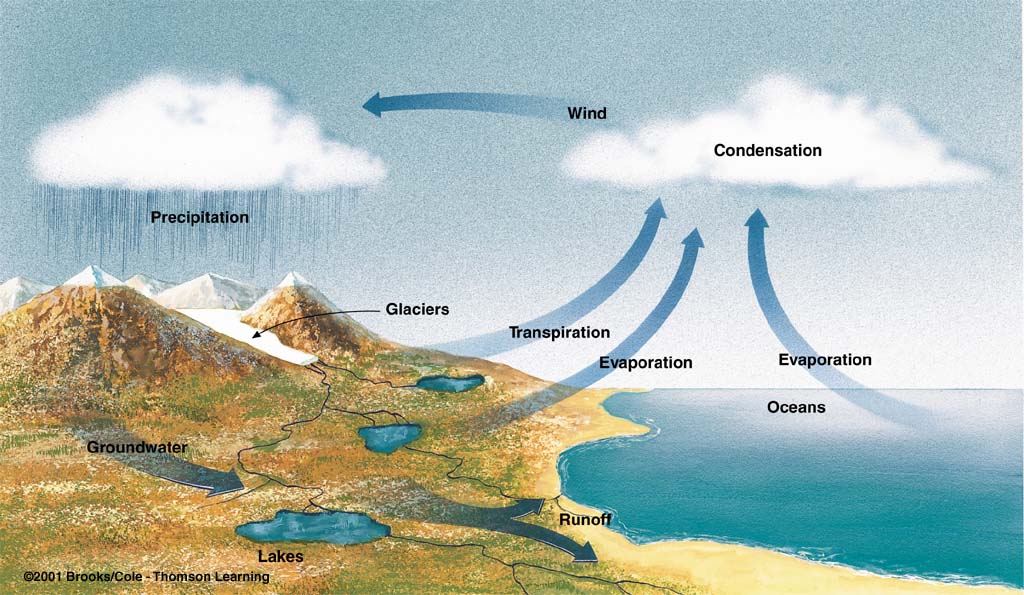 Wind
Condensation
Precipitation
Glaciers
Transpiration
Evaporation
Evaporation
Oceans
Groundwater
Runoff
Lakes
©2001 Brooks/Cole - Thomson Learning